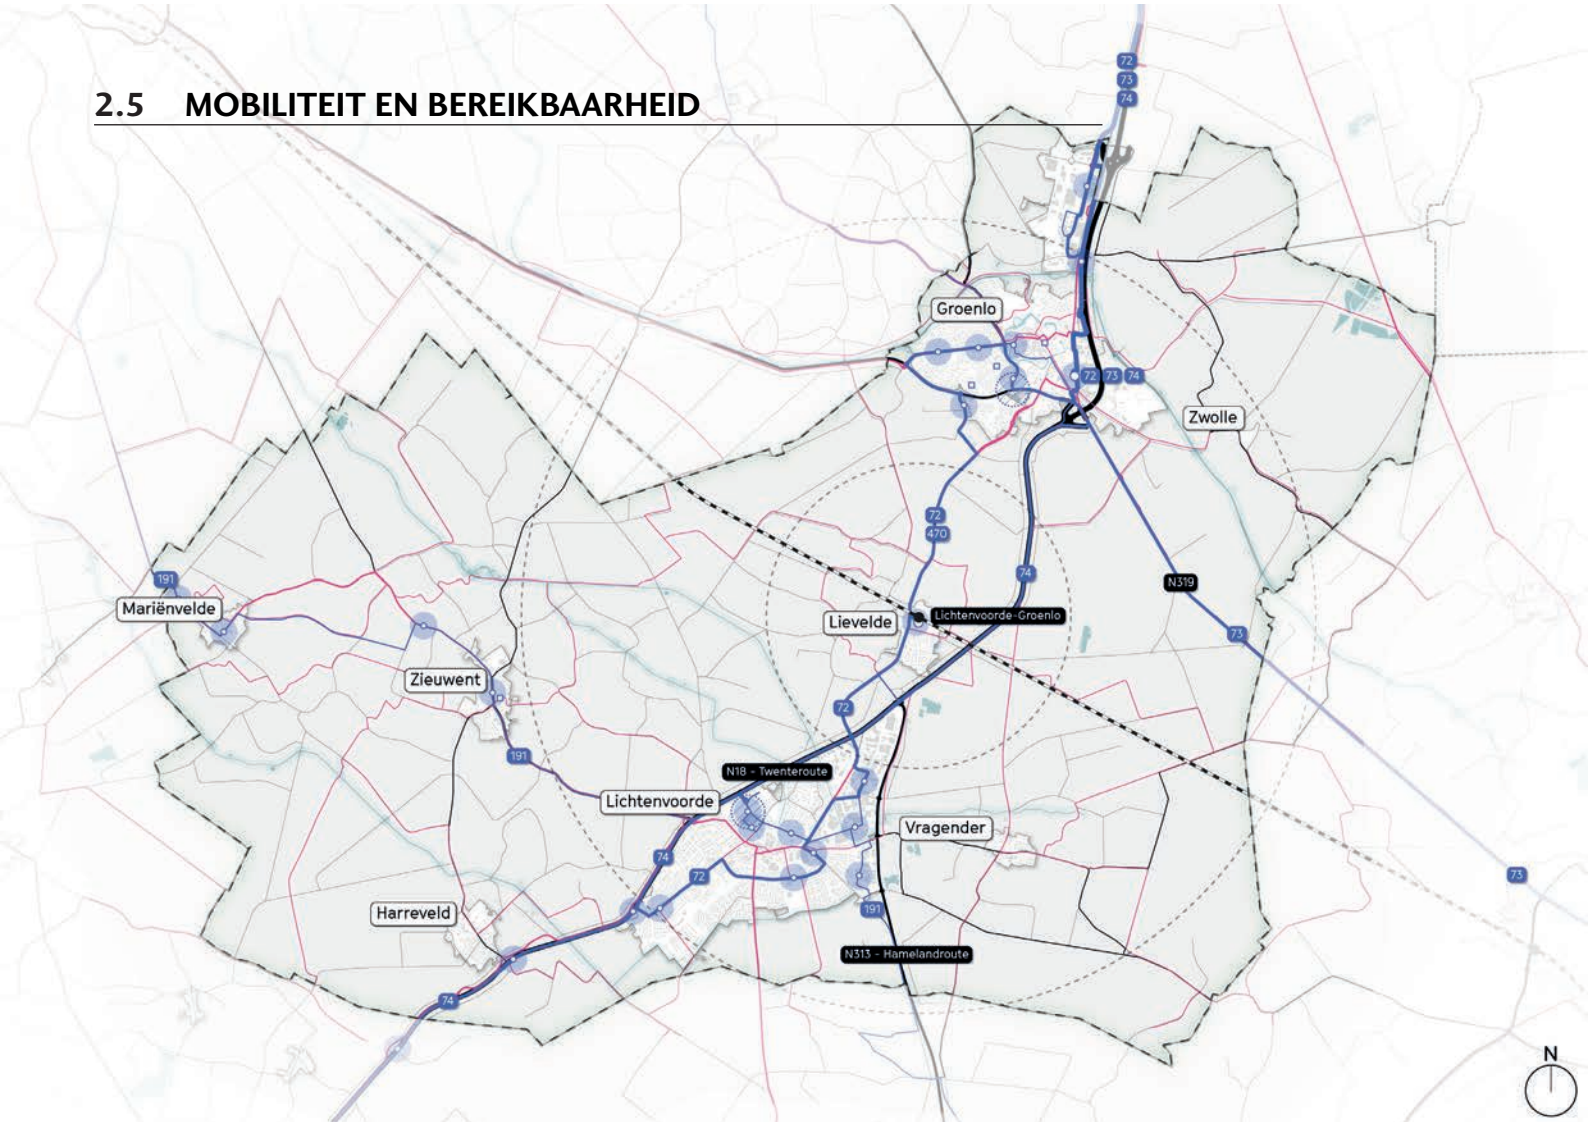 2.5 MOBILITEIT EN BEREIKBAARHEID
72
73
74
Groenlo
72 73 74
Zwolle
72
470
74
191
N319
Mariënvelde
Lichtenvoorde-Groenlo
Lievelde
73
Zieuwent
72
191
N18 - Twenteroute
Lichtenvoorde
Vragender
74
72
73
191
Harreveld
N313 - Hamelandroute
74
N